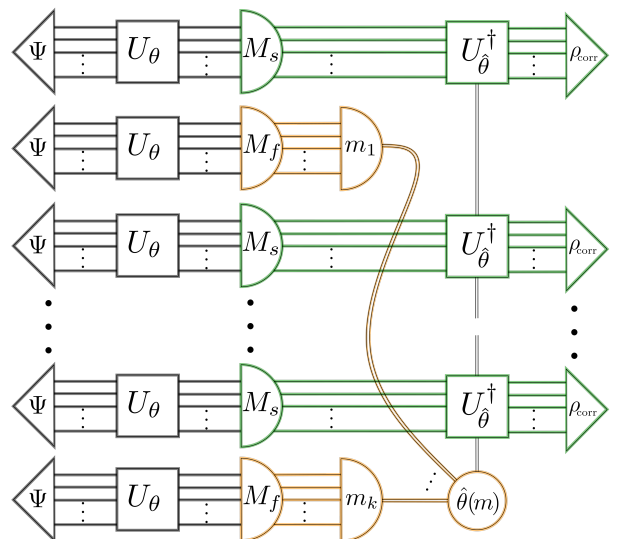 Ψ U_θ M_s ⋮ U_θ̂^† ρ_corr
Ψ U_θ M_f m_1
Ψ U_θ M_s U_θ̂^† ρ_corr
Ψ U_θ M_s U_θ̂^† ρ_corr
Ψ U_θ M_f m_k θ̂(m)